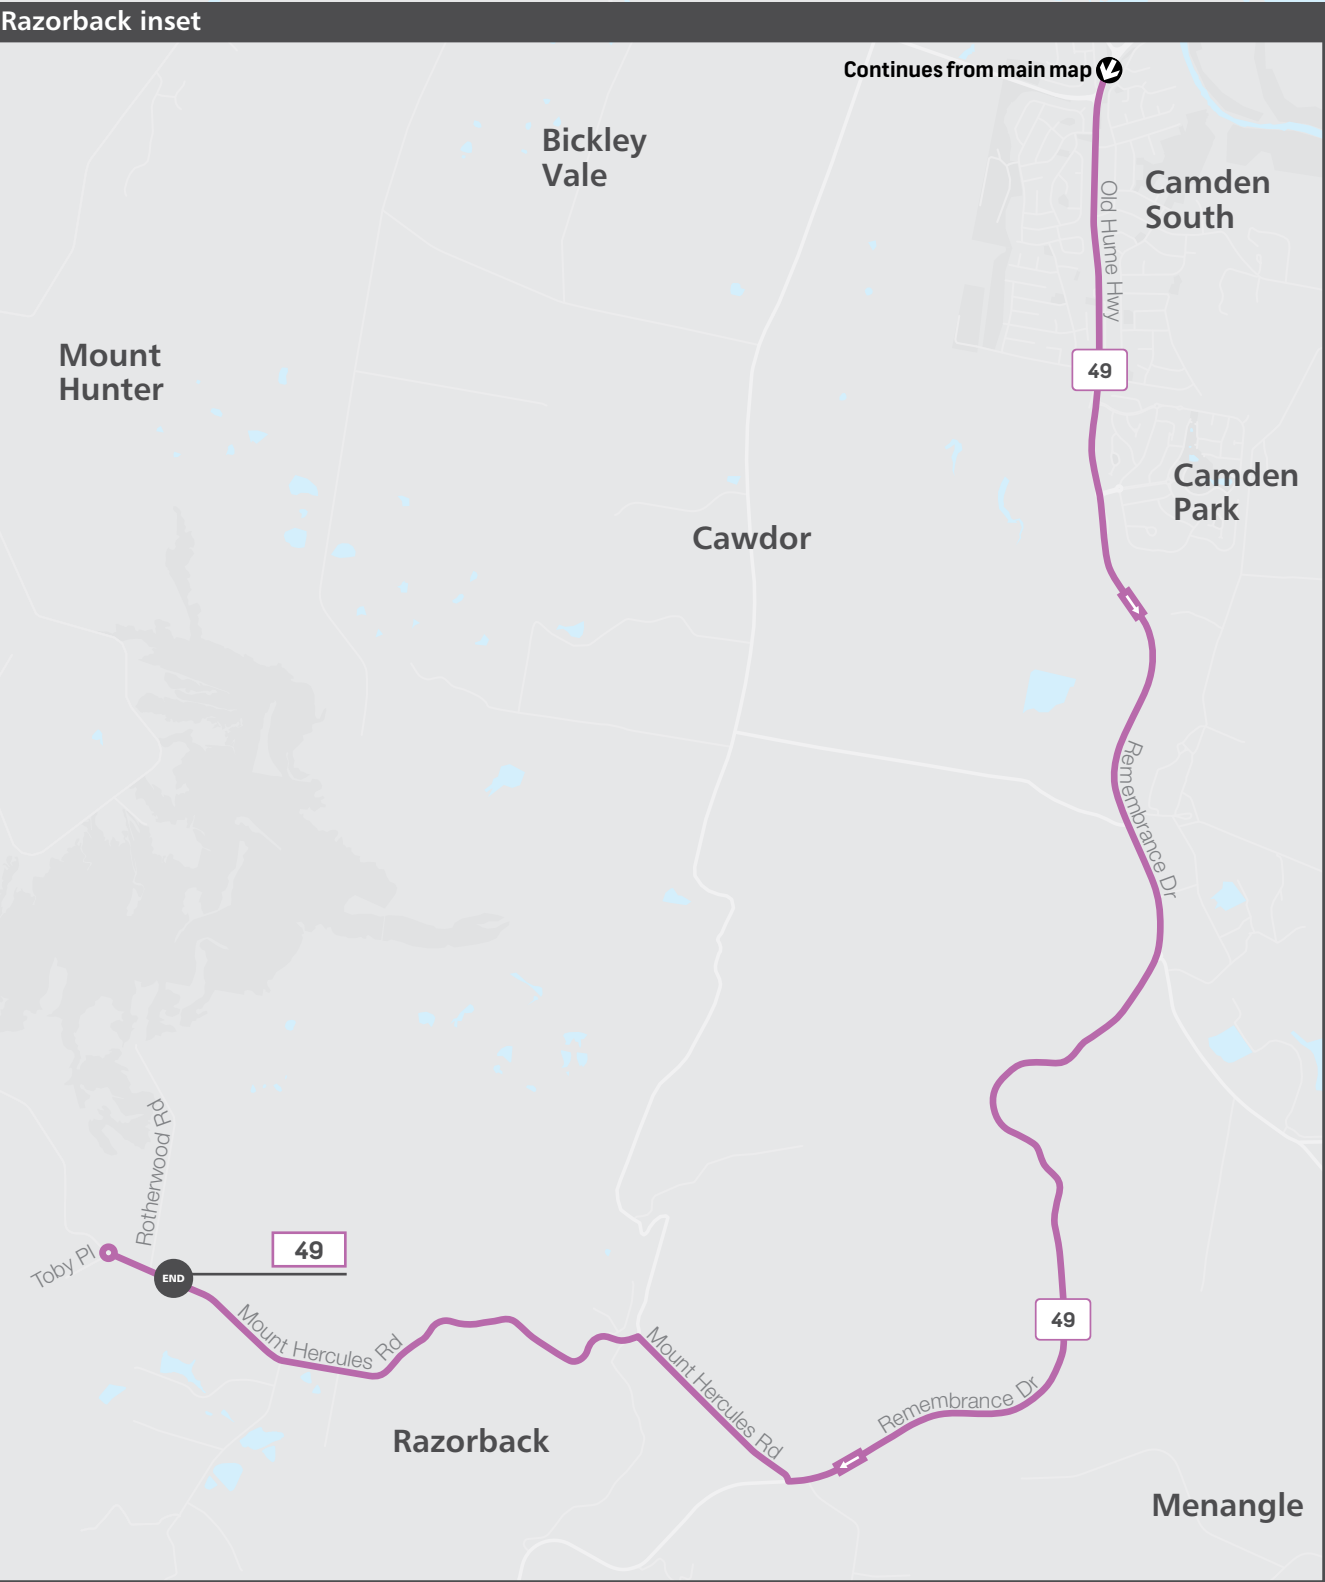 Razorback inset
Continues from main map
Bickley
Vale
Camden
South
Old Hume Hwy
Mount
Hunter
49
Camden
Park
Cawdor
Remembrance Dr
Rotherwood Rd
Toby Pl
49
END
Mount Hercules Rd
49
Mount Hercules Rd
Remembrance Dr
Razorback
Menangle